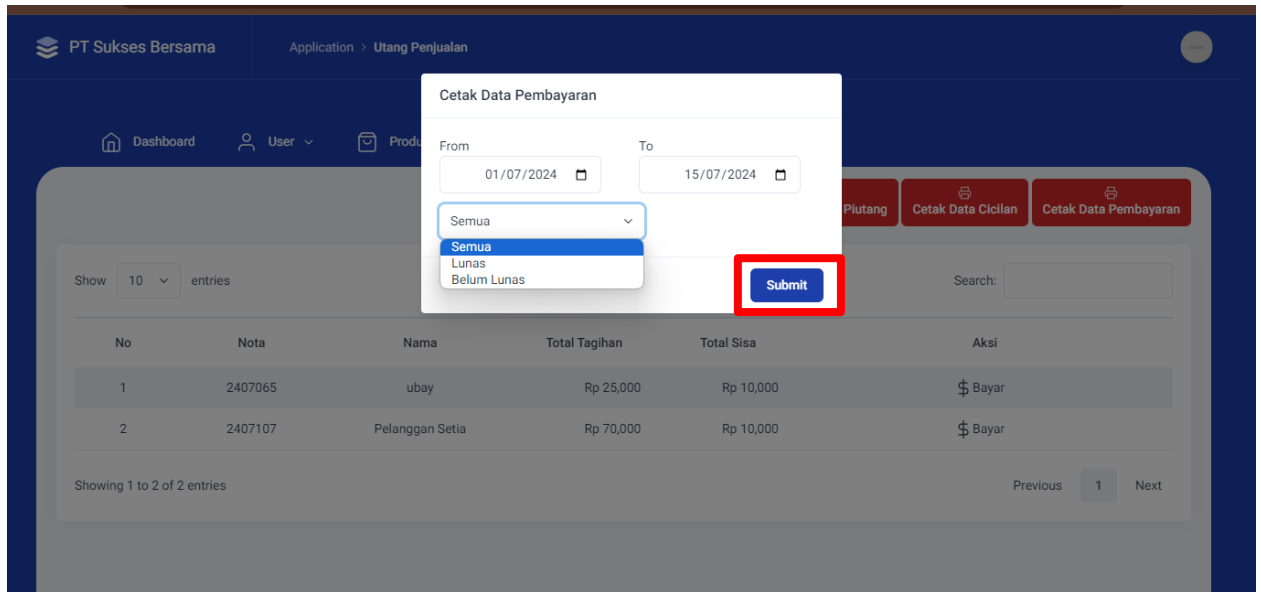 PT Sukses Bersama
Application > Utang Penjualan
Cetak Data Pembayaran
Dashboard
User
Produ
From
To
01/07/2024
15/07/2024
Semua
Semua
Lunas
Belum Lunas
Submit
Piutang
Cetak Data Cicilan
Cetak Data Pembayaran
Show 10 entries
Search:
No Nota Nama Total Tagihan Total Sisa Aksi
1 2407065 ubay Rp 25,000 Rp 10,000 $ Bayar
2 2407107 Pelanggan Setia Rp 70,000 Rp 10,000 $ Bayar
Showing 1 to 2 of 2 entries
Previous 1 Next